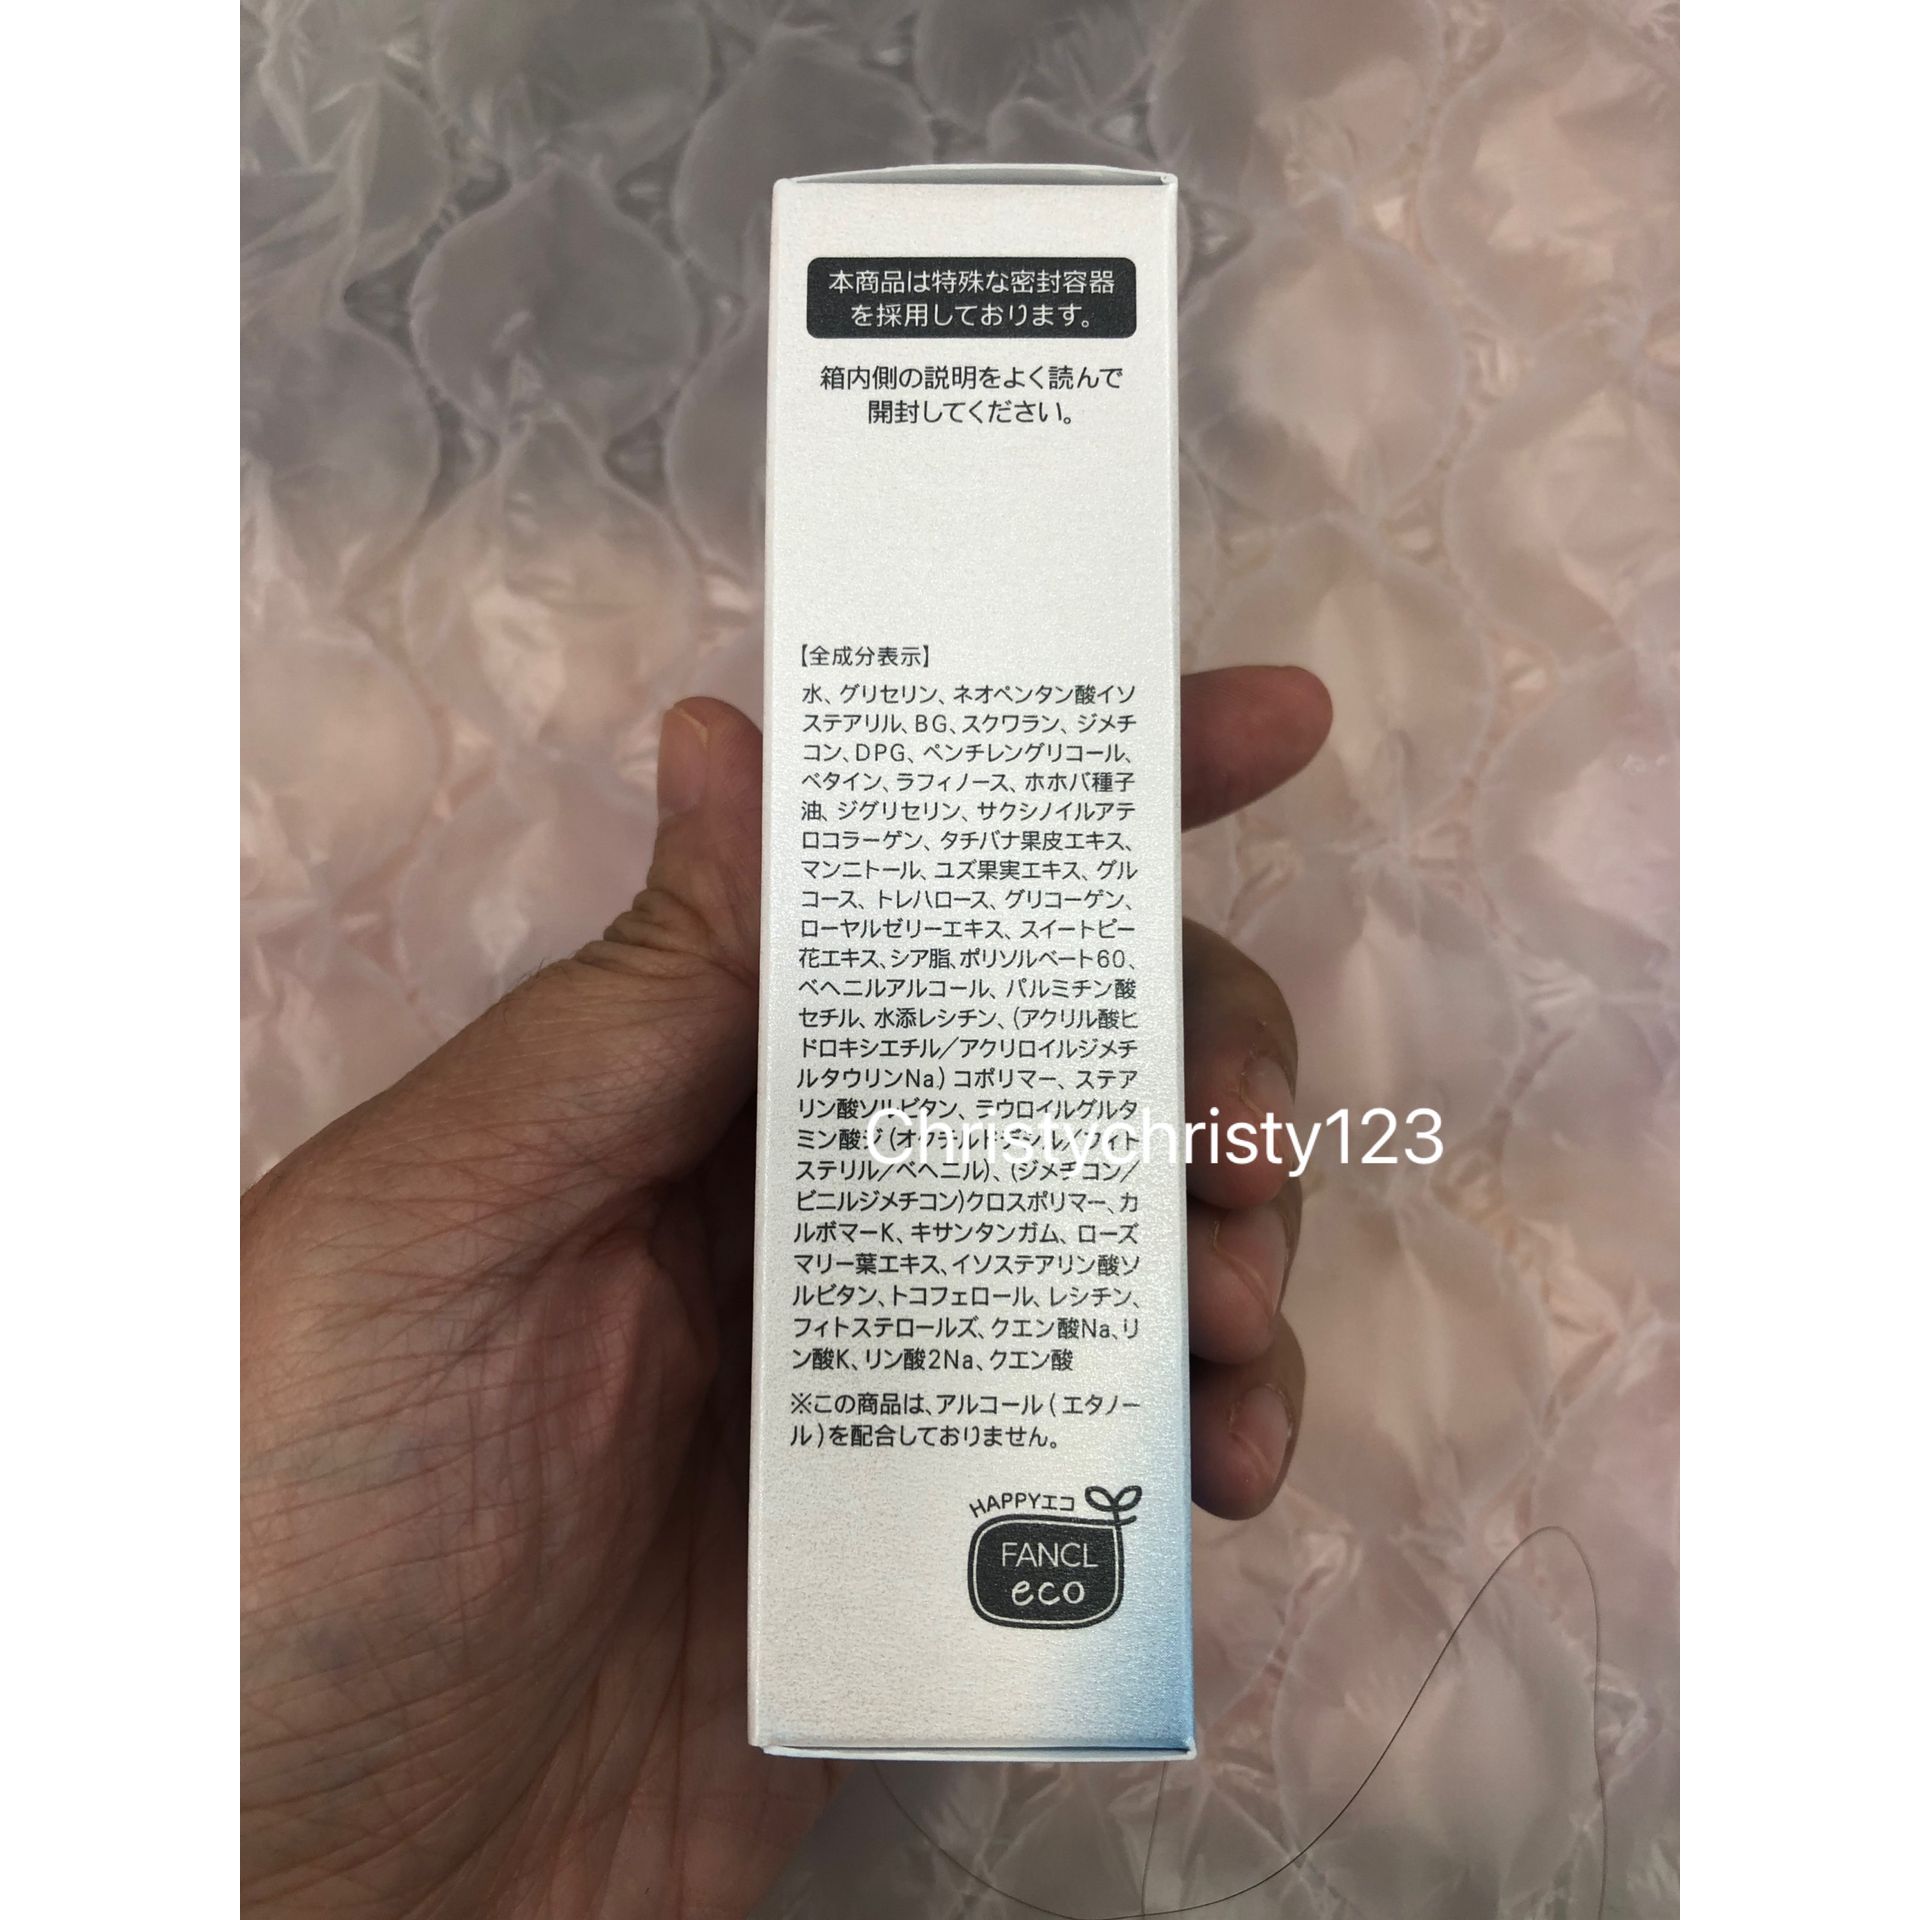 本商品は特殊な密封容器
を採用しております。
箱内側の説明をよく読んで
開封してください。
【全成分表示】
水、グリセリン、ネオペンタン酸イソ
ステアリル、BG、スクワラン、ジメチ
コン、DPG、ペンチレングリコール、
ベタイン、ラフィノース、ホホバ種子
油、ジグリセリン、サクシノイルアテ
ロコラーゲン、タチバナ果皮エキス、
マンニトール、ユズ果実エキス、グル
コース、トレハロース、グリコーゲン、
ローヤルゼリーエキス、スイートピー
花エキス、シア脂、ポリソルベート60、
ベヘニルアルコール、パルミチン酸
セチル、水添レシチン、(アクリル酸ヒ
ドロキシエチル/アクリロイルジメチ
ルタウリンNa)コポリマー、ステア
リン酸ソルビタン、ラウロイルグルタ
ミン酸ジ(オクチルドデシル/フィト
ステリル/ベヘニル)、(ジメチコン/
ビニルジメチコン)クロスポリマー、カ
ルボマーK、キサンタンガム、ローズ
マリー葉エキス、イソステアリン酸ソ
ルビタン、トコフェロール、レシチン、
フィトステロールズ、クエン酸Na、リ
ン酸K、リン酸2Na、クエン酸
※この商品は、アルコール(エタノー
ル)を配合しておりません。
HAPPYエコ
FANCL
eco
Christychristy123